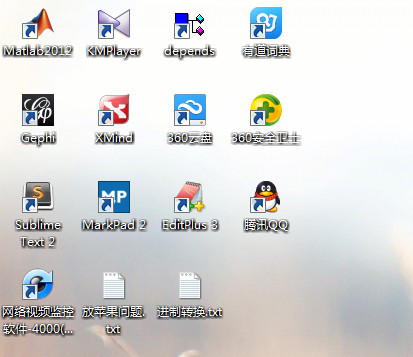 Matlab2012 KMPlayer depends 有道词典
Gephi XMind 360云盘 360安全卫士
Sublime MarkPad 2 EditPlus 3 腾讯QQ
Text 2
网络视频监控 放苹果问题. 进制转换.txt
软件-4000(... txt